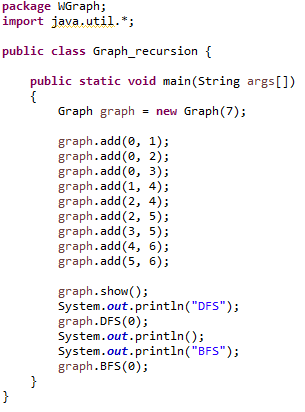 package WGraph;
import java.util.*;
public class Graph_recursion {
public static void main(String args[])
{
Graph graph = new Graph(7);
graph.add(0, 1);
graph.add(0, 2);
graph.add(0, 3);
graph.add(1, 4);
graph.add(2, 4);
graph.add(2, 5);
graph.add(3, 5);
graph.add(4, 6);
graph.add(5, 6);
graph.show();
System.out.println("DFS");
graph.DFS(0);
System.out.println();
System.out.println("BFS");
graph.BFS(0);
}
}